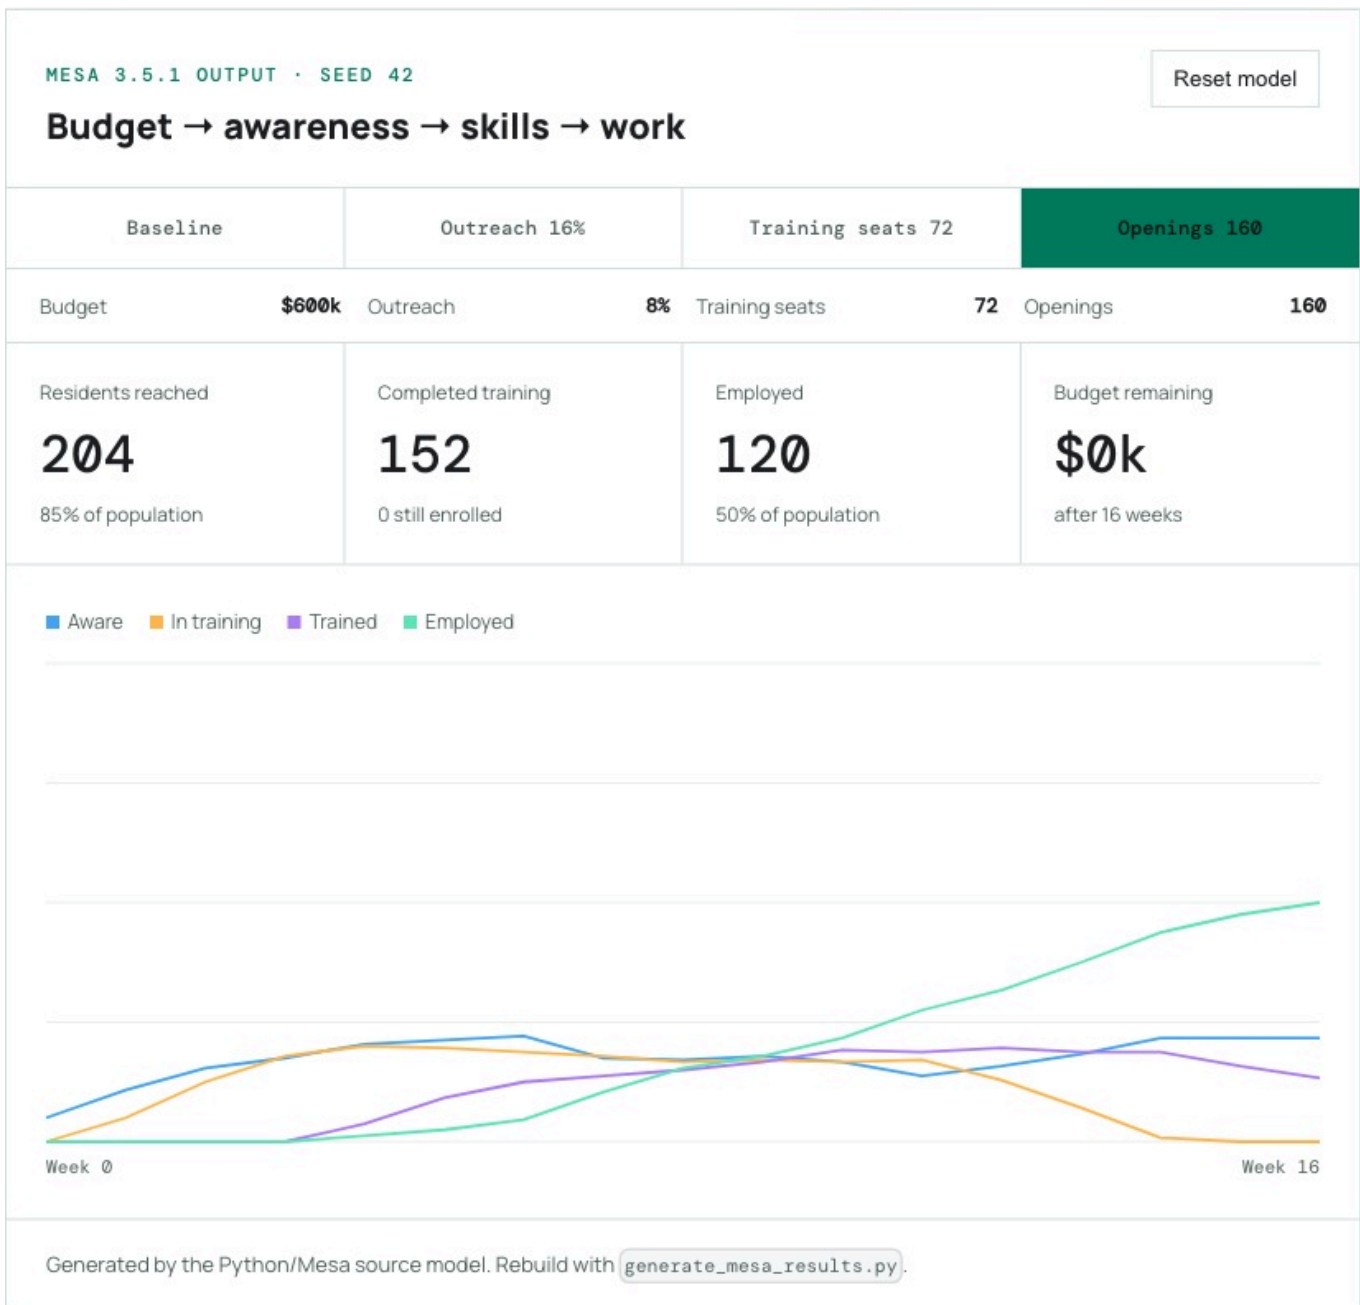 MESA 3.5.1 OUTPUT · SEED 42
Reset model
Budget → awareness → skills → work
Baseline
Outreach 16%
Training seats 72
Openings 160
Budget $600k
Outreach 8%
Training seats 72
Openings 160
Residents reached
204
85% of population
Completed training
152
0 still enrolled
Employed
120
50% of population
Budget remaining
$0k
after 16 weeks
Aware
In training
Trained
Employed
Week 0
Week 16
Generated by the Python/Mesa source model. Rebuild with generate_mesa_results.py.